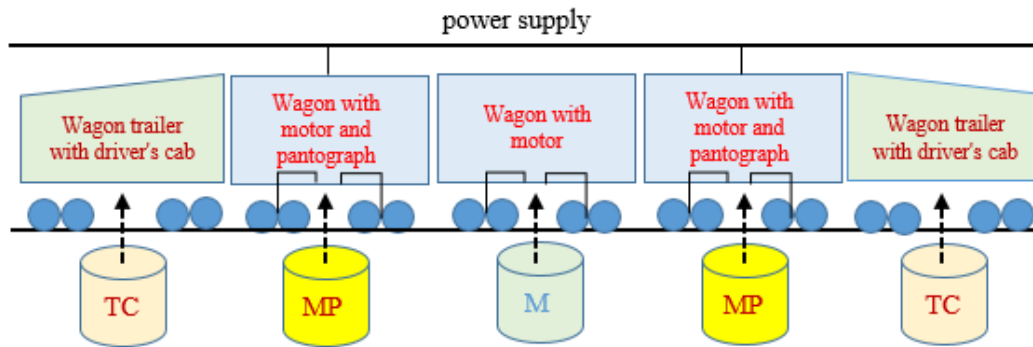 power supply
Wagon trailer
with driver's cab
Wagon with
motor and
pantograph
Wagon with
motor
Wagon with
motor and
pantograph
Wagon trailer
with driver's cab
TC
MP
M
MP
TC